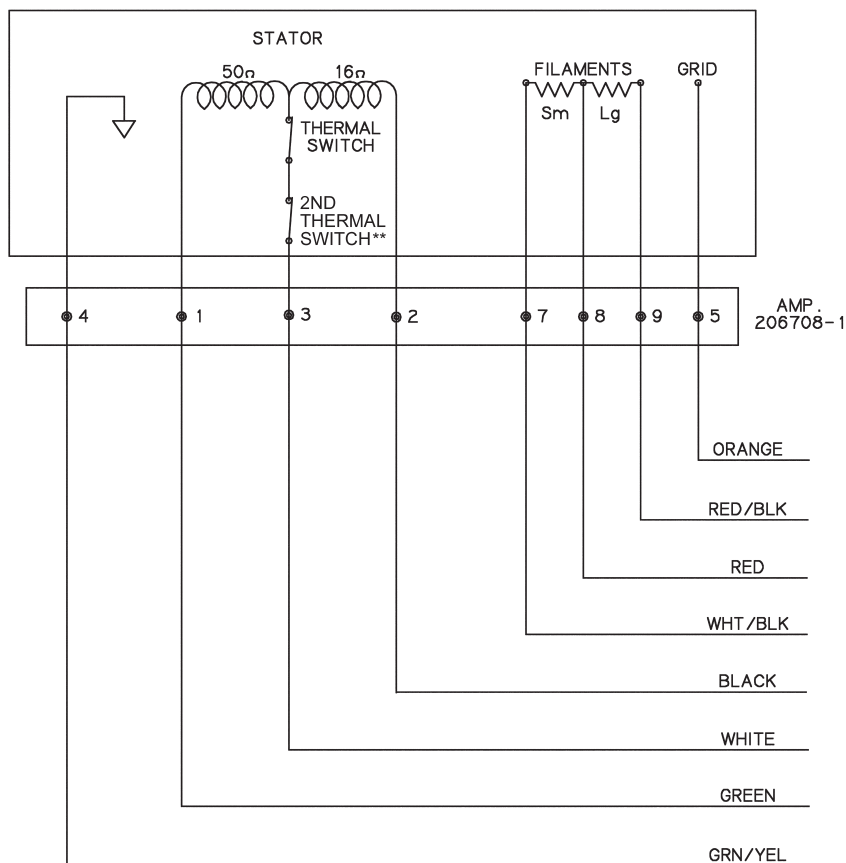 STATOR
50Ω 16Ω
FILAMENTS GRID
Sm Lg
THERMAL
SWITCH
2ND
THERMAL
SWITCH**
4 1 3 2 7 8 9 5
AMP.
206708-1
ORANGE
RED/BLK
RED
WHT/BLK
BLACK
WHITE
GREEN
GRN/YEL